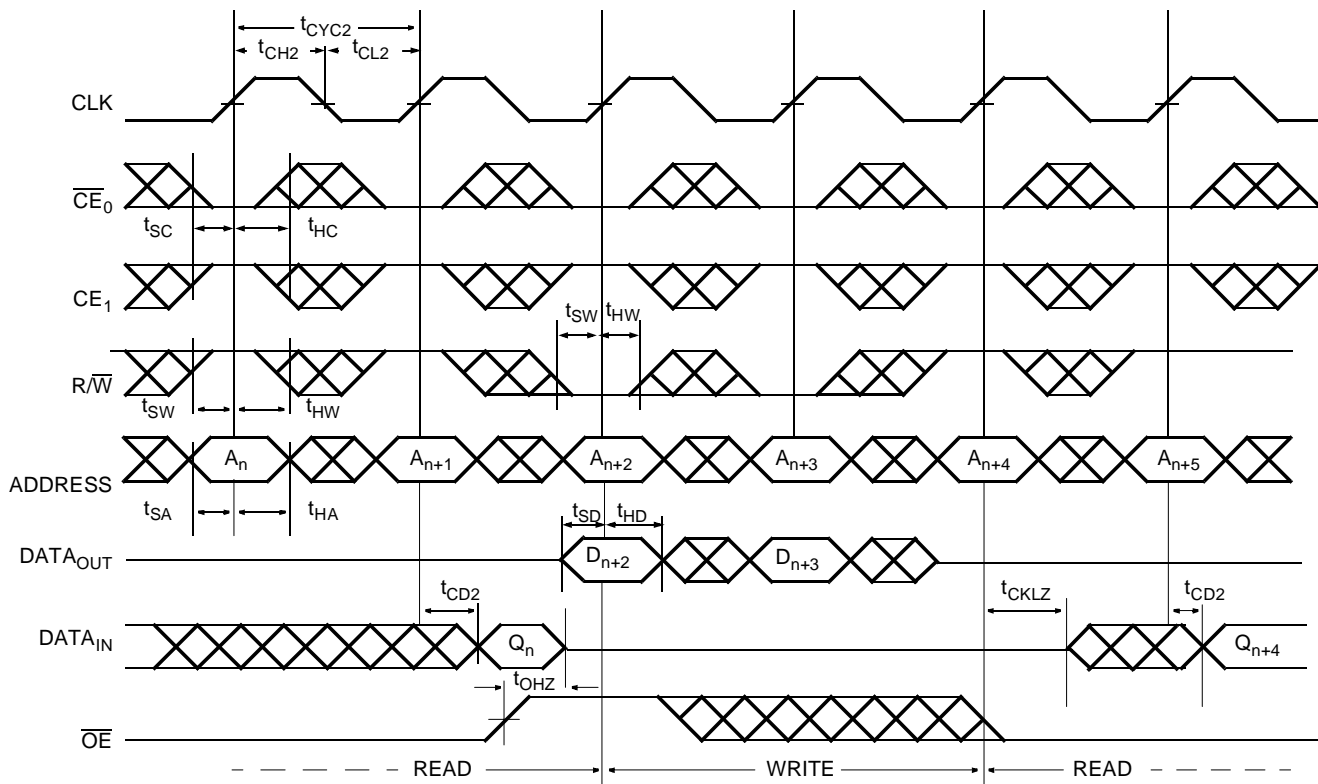 tCYC2
tCH2 tCL2
CLK
CE0
tSC tHC
CE1
tSW tHW
R/W
tSW tHW
An An+1 An+2 An+3 An+4 An+5
ADDRESS
tSA tHA tSD tHD
DATAOUT Dn+2 Dn+3
tCD2 tCKLZ tCD2
DATAIN Qn Qn+4
tOHZ
OE
READ WRITE READ